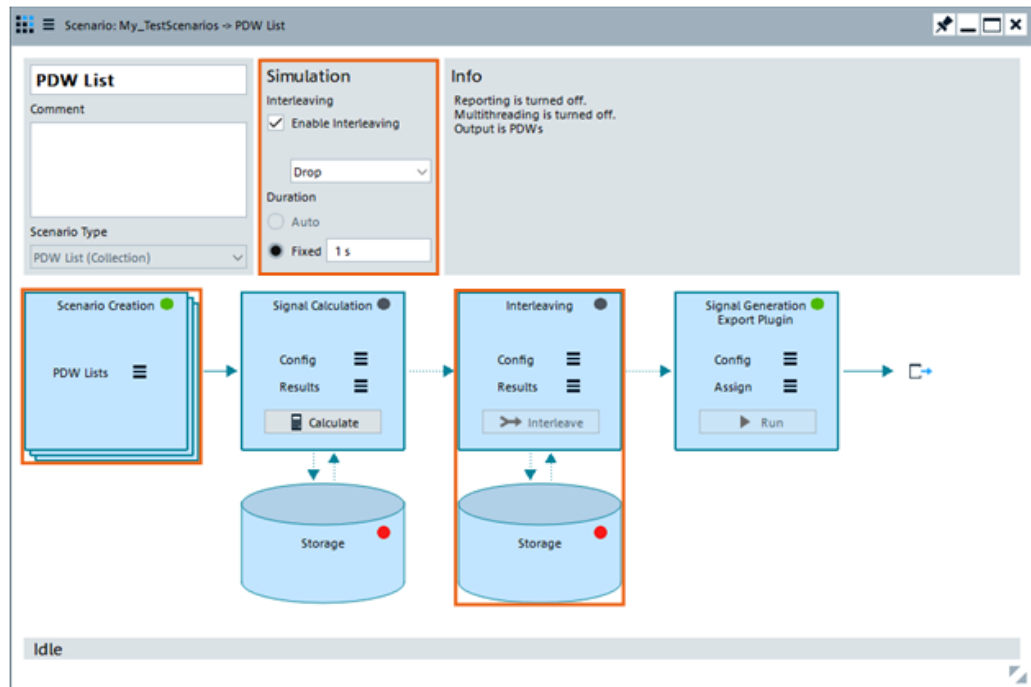 Scenario: My_TestScenarios -> PDW List
PDW List
Comment
Scenario Type
PDW List (Collection)
Simulation
Interleaving
Enable Interleaving
Drop
Duration
Auto
Fixed 1 s
Info
Reporting is turned off.
Multithreading is turned off.
Output is PDWs
Scenario Creation
PDW Lists
Signal Calculation
Config
Results
Calculate
Storage
Interleaving
Config
Results
Interleave
Storage
Signal Generation
Export Plugin
Config
Assign
Run
Idle